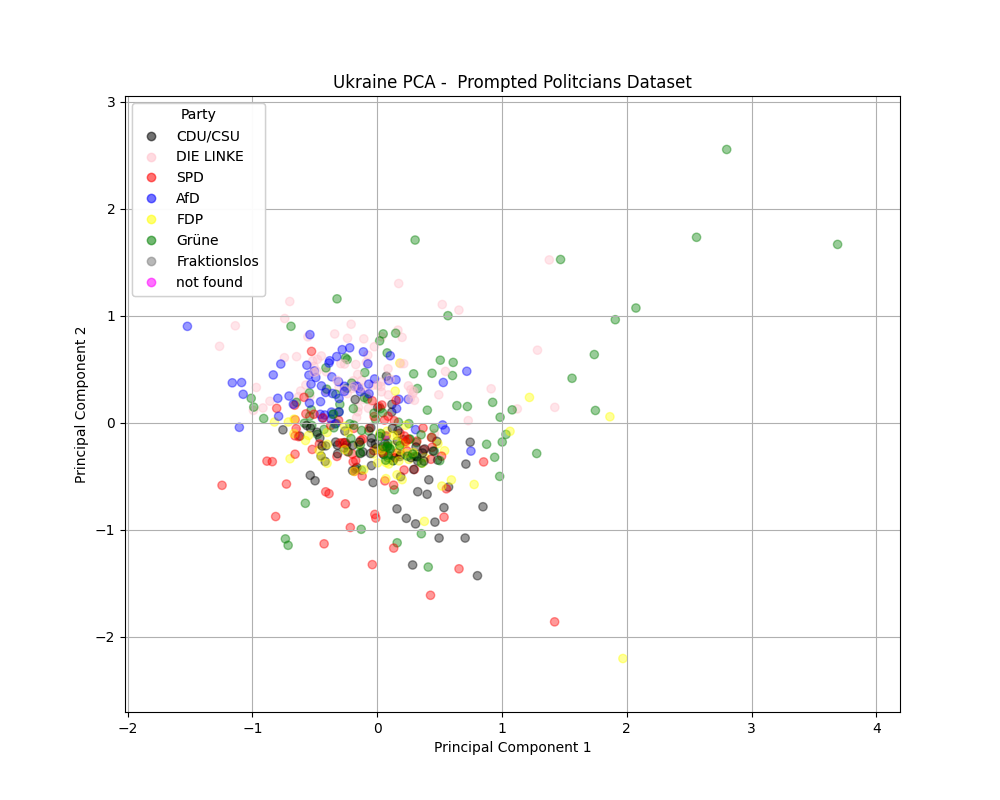 Ukraine PCA -  Prompted Politcians Dataset
3
2
1
0
−1
−2
Principal Component 2
Party
CDU/CSU
DIE LINKE
SPD
AfD
FDP
Grüne
Fraktionslos
not found
−2
−1
0
1
2
3
4
Principal Component 1